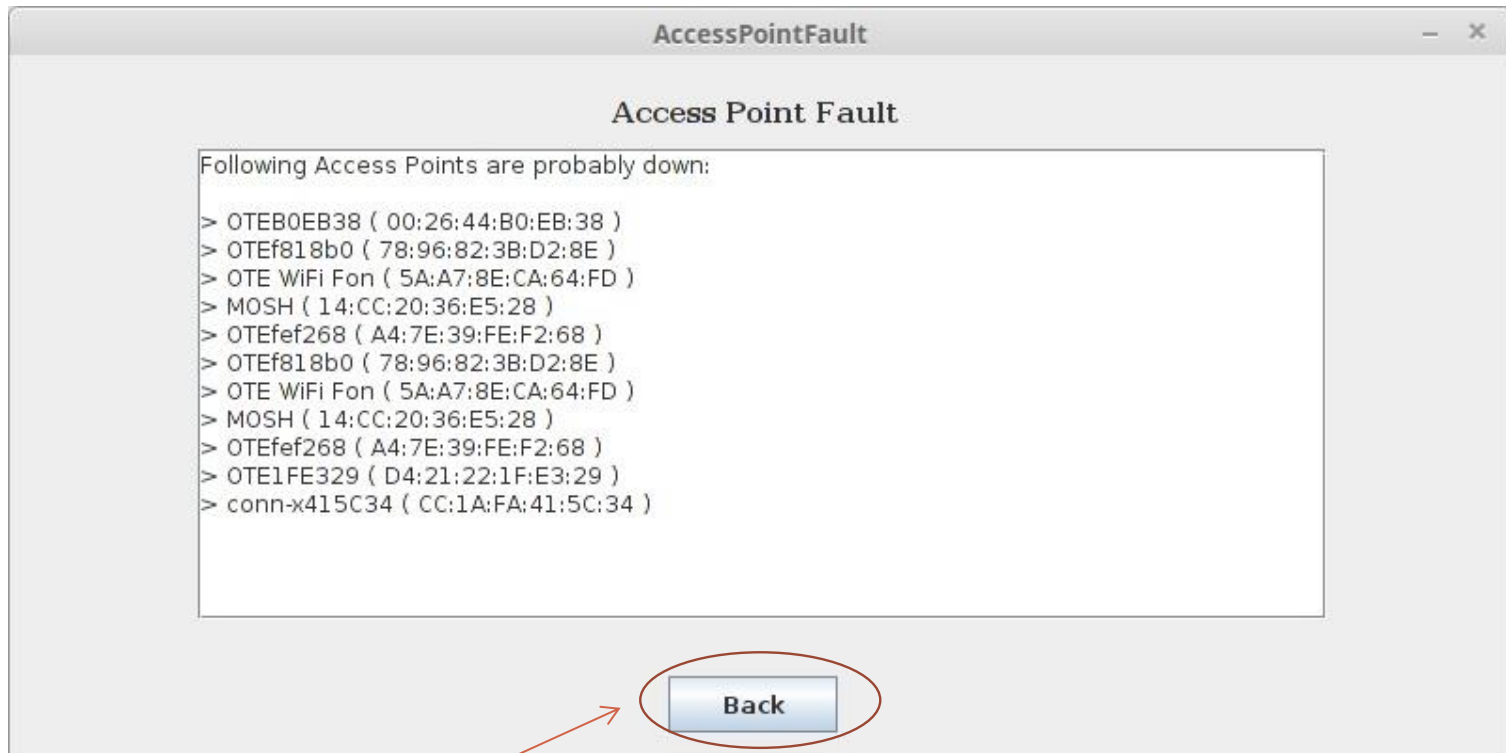 AccessPointFault
Access Point Fault
Following Access Points are probably down:
> OTEB0EB38 ( 00:26:44:B0:EB:38 )
> OTEf818b0 ( 78:96:82:3B:D2:8E )
> OTE WiFi Fon ( 5A:A7:8E:CA:64:FD )
> MOSH ( 14:CC:20:36:E5:28 )
> OTEfef268 ( A4:7E:39:FE:F2:68 )
> OTEf818b0 ( 78:96:82:3B:D2:8E )
> OTE WiFi Fon ( 5A:A7:8E:CA:64:FD )
> MOSH ( 14:CC:20:36:E5:28 )
> OTEfef268 ( A4:7E:39:FE:F2:68 )
> OTE1FE329 ( D4:21:22:1F:E3:29 )
> conn-x415C34 ( CC:1A:FA:41:5C:34 )
Back